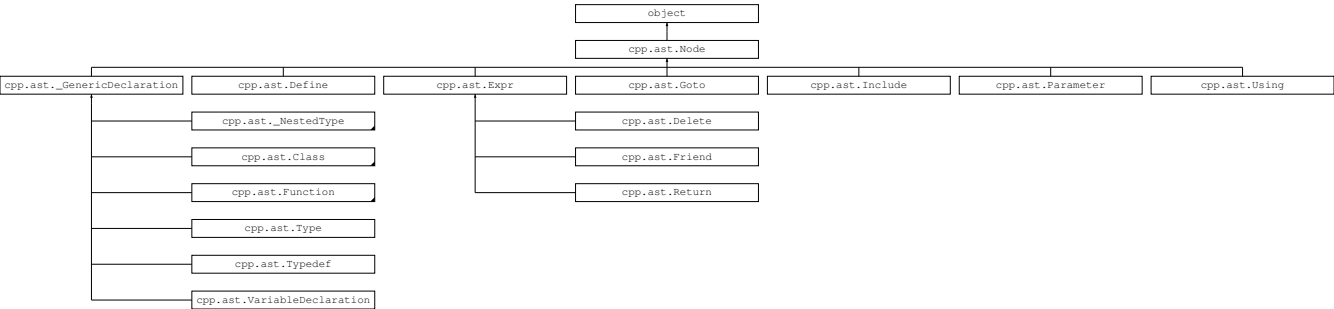 object
cpp.ast.Node
cpp.ast._GenericDeclaration
cpp.ast.Define
cpp.ast.Expr
cpp.ast.Goto
cpp.ast.Include
cpp.ast.Parameter
cpp.ast.Using
cpp.ast._NestedType
cpp.ast.Delete
cpp.ast.Class
cpp.ast.Friend
cpp.ast.Function
cpp.ast.Return
cpp.ast.Type
cpp.ast.Typedef
cpp.ast.VariableDeclaration